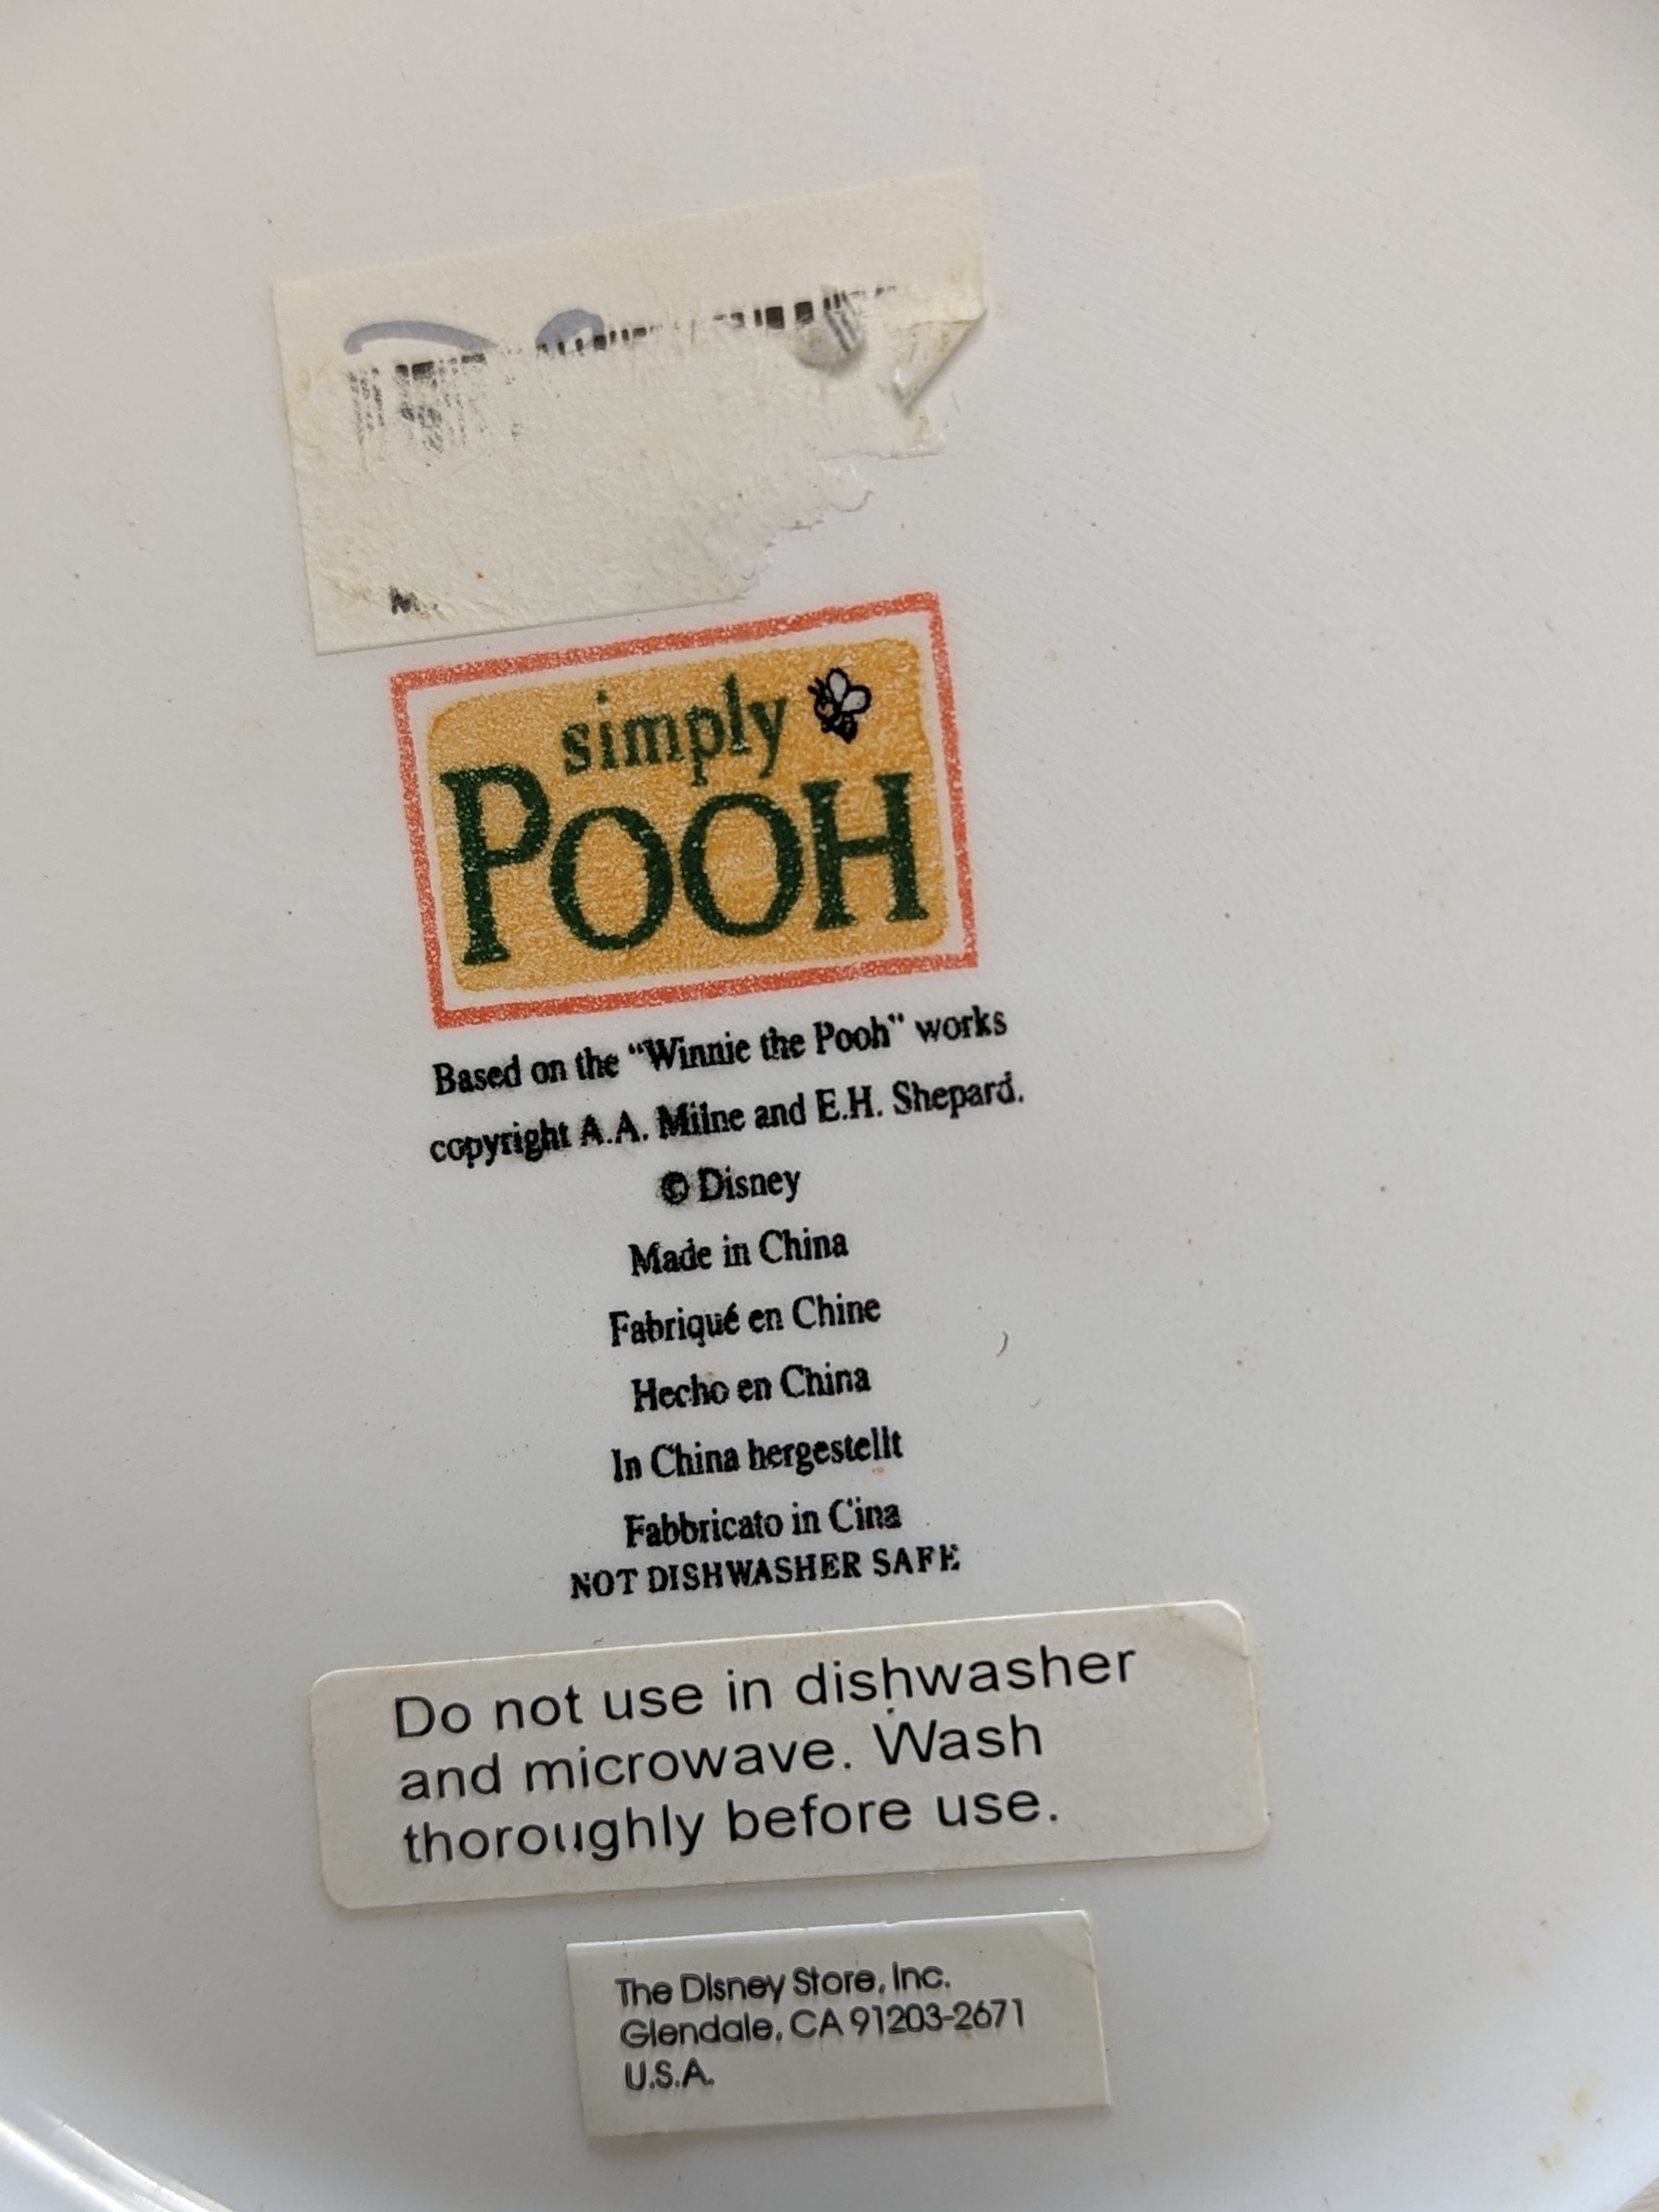 simply
POOH
Based on the “Winnie the Pooh” works
copyright A.A. Milne and E.H. Shepard.
© Disney
Made in China
Fabriqué en Chine
Hecho en China
In China hergestellt
Fabbricato in Cina
NOT DISHWASHER SAFE
Do not use in dishwasher
and microwave. Wash
thoroughly before use.
The Disney Store, Inc.
Glendale, CA 91203-2671
U.S.A.